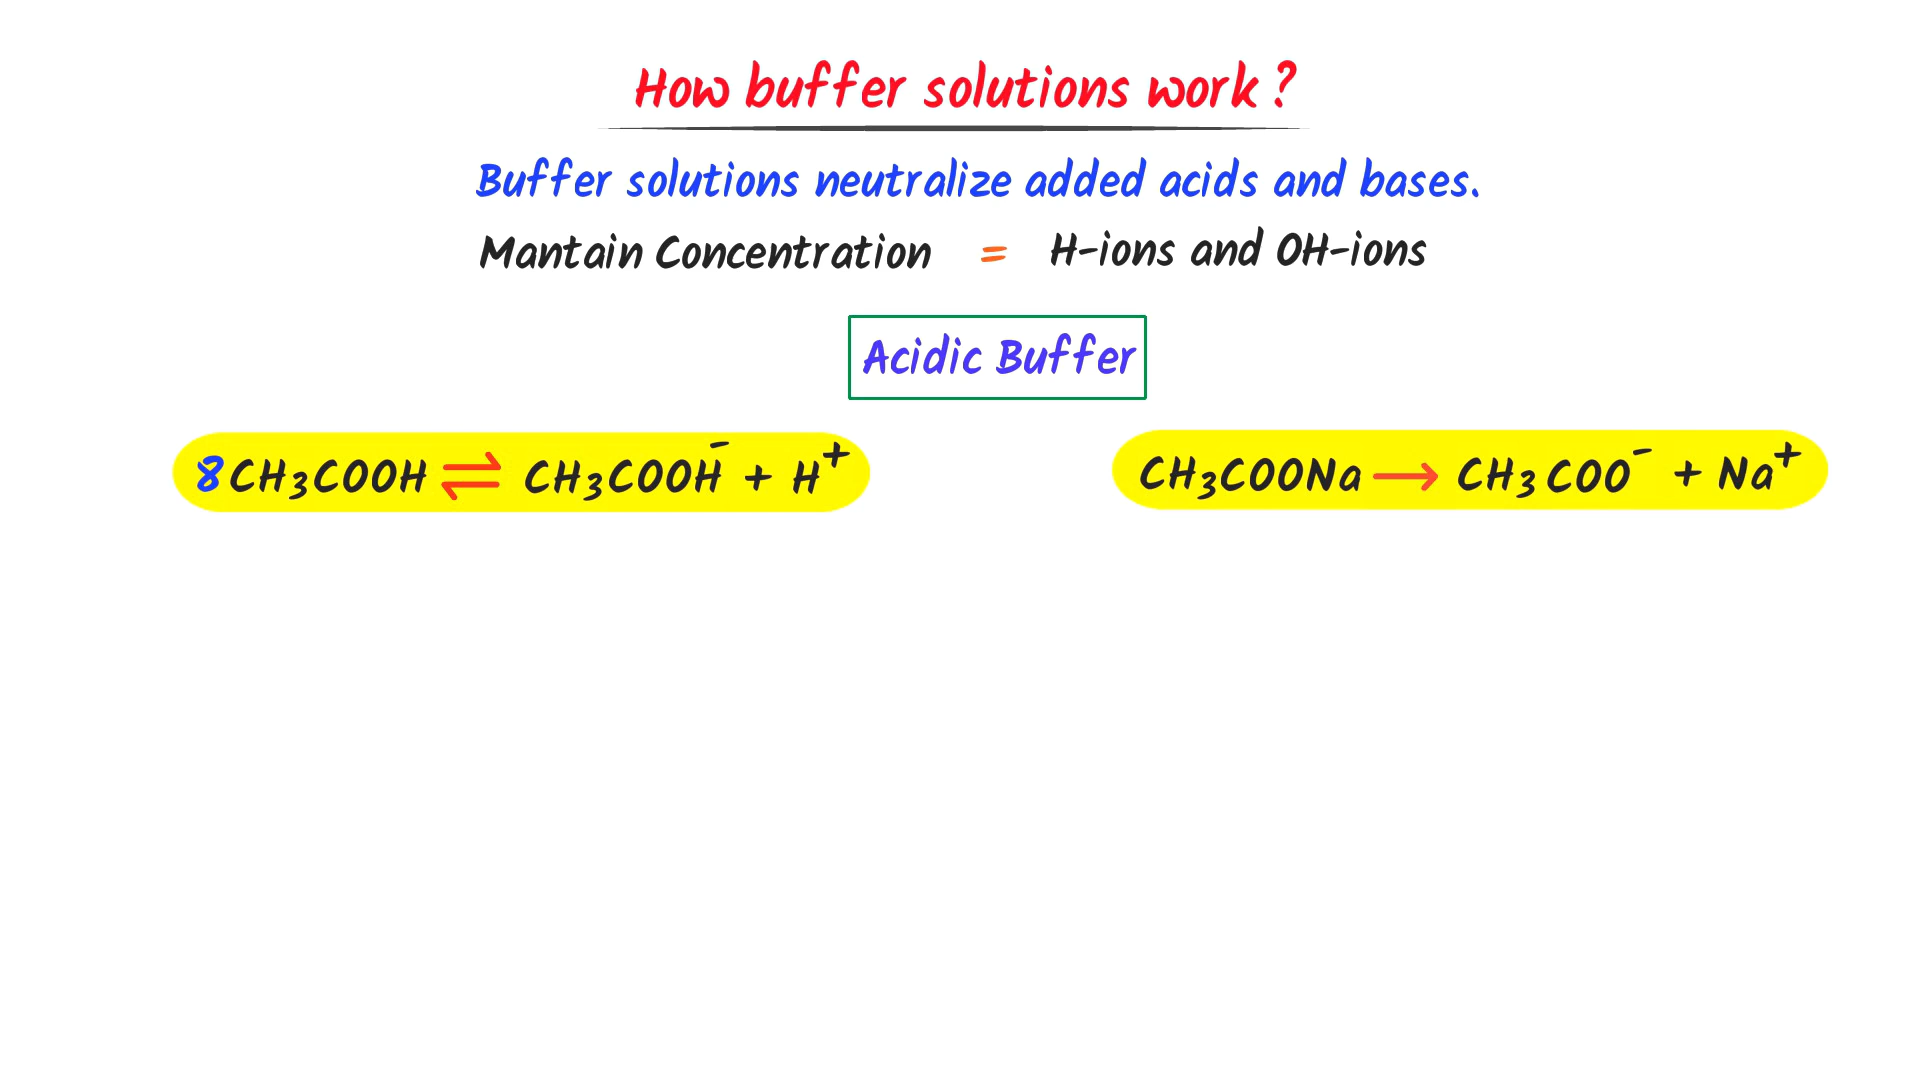 How buffer solutions work ?
Buffer solutions neutralize added acids and bases.
Mantain Concentration = H-ions and OH-ions
Acidic Buffer
8CH₃COOH ⇌ CH₃COOH⁻ + H⁺
CH₃COONa → CH₃COO⁻ + Na⁺